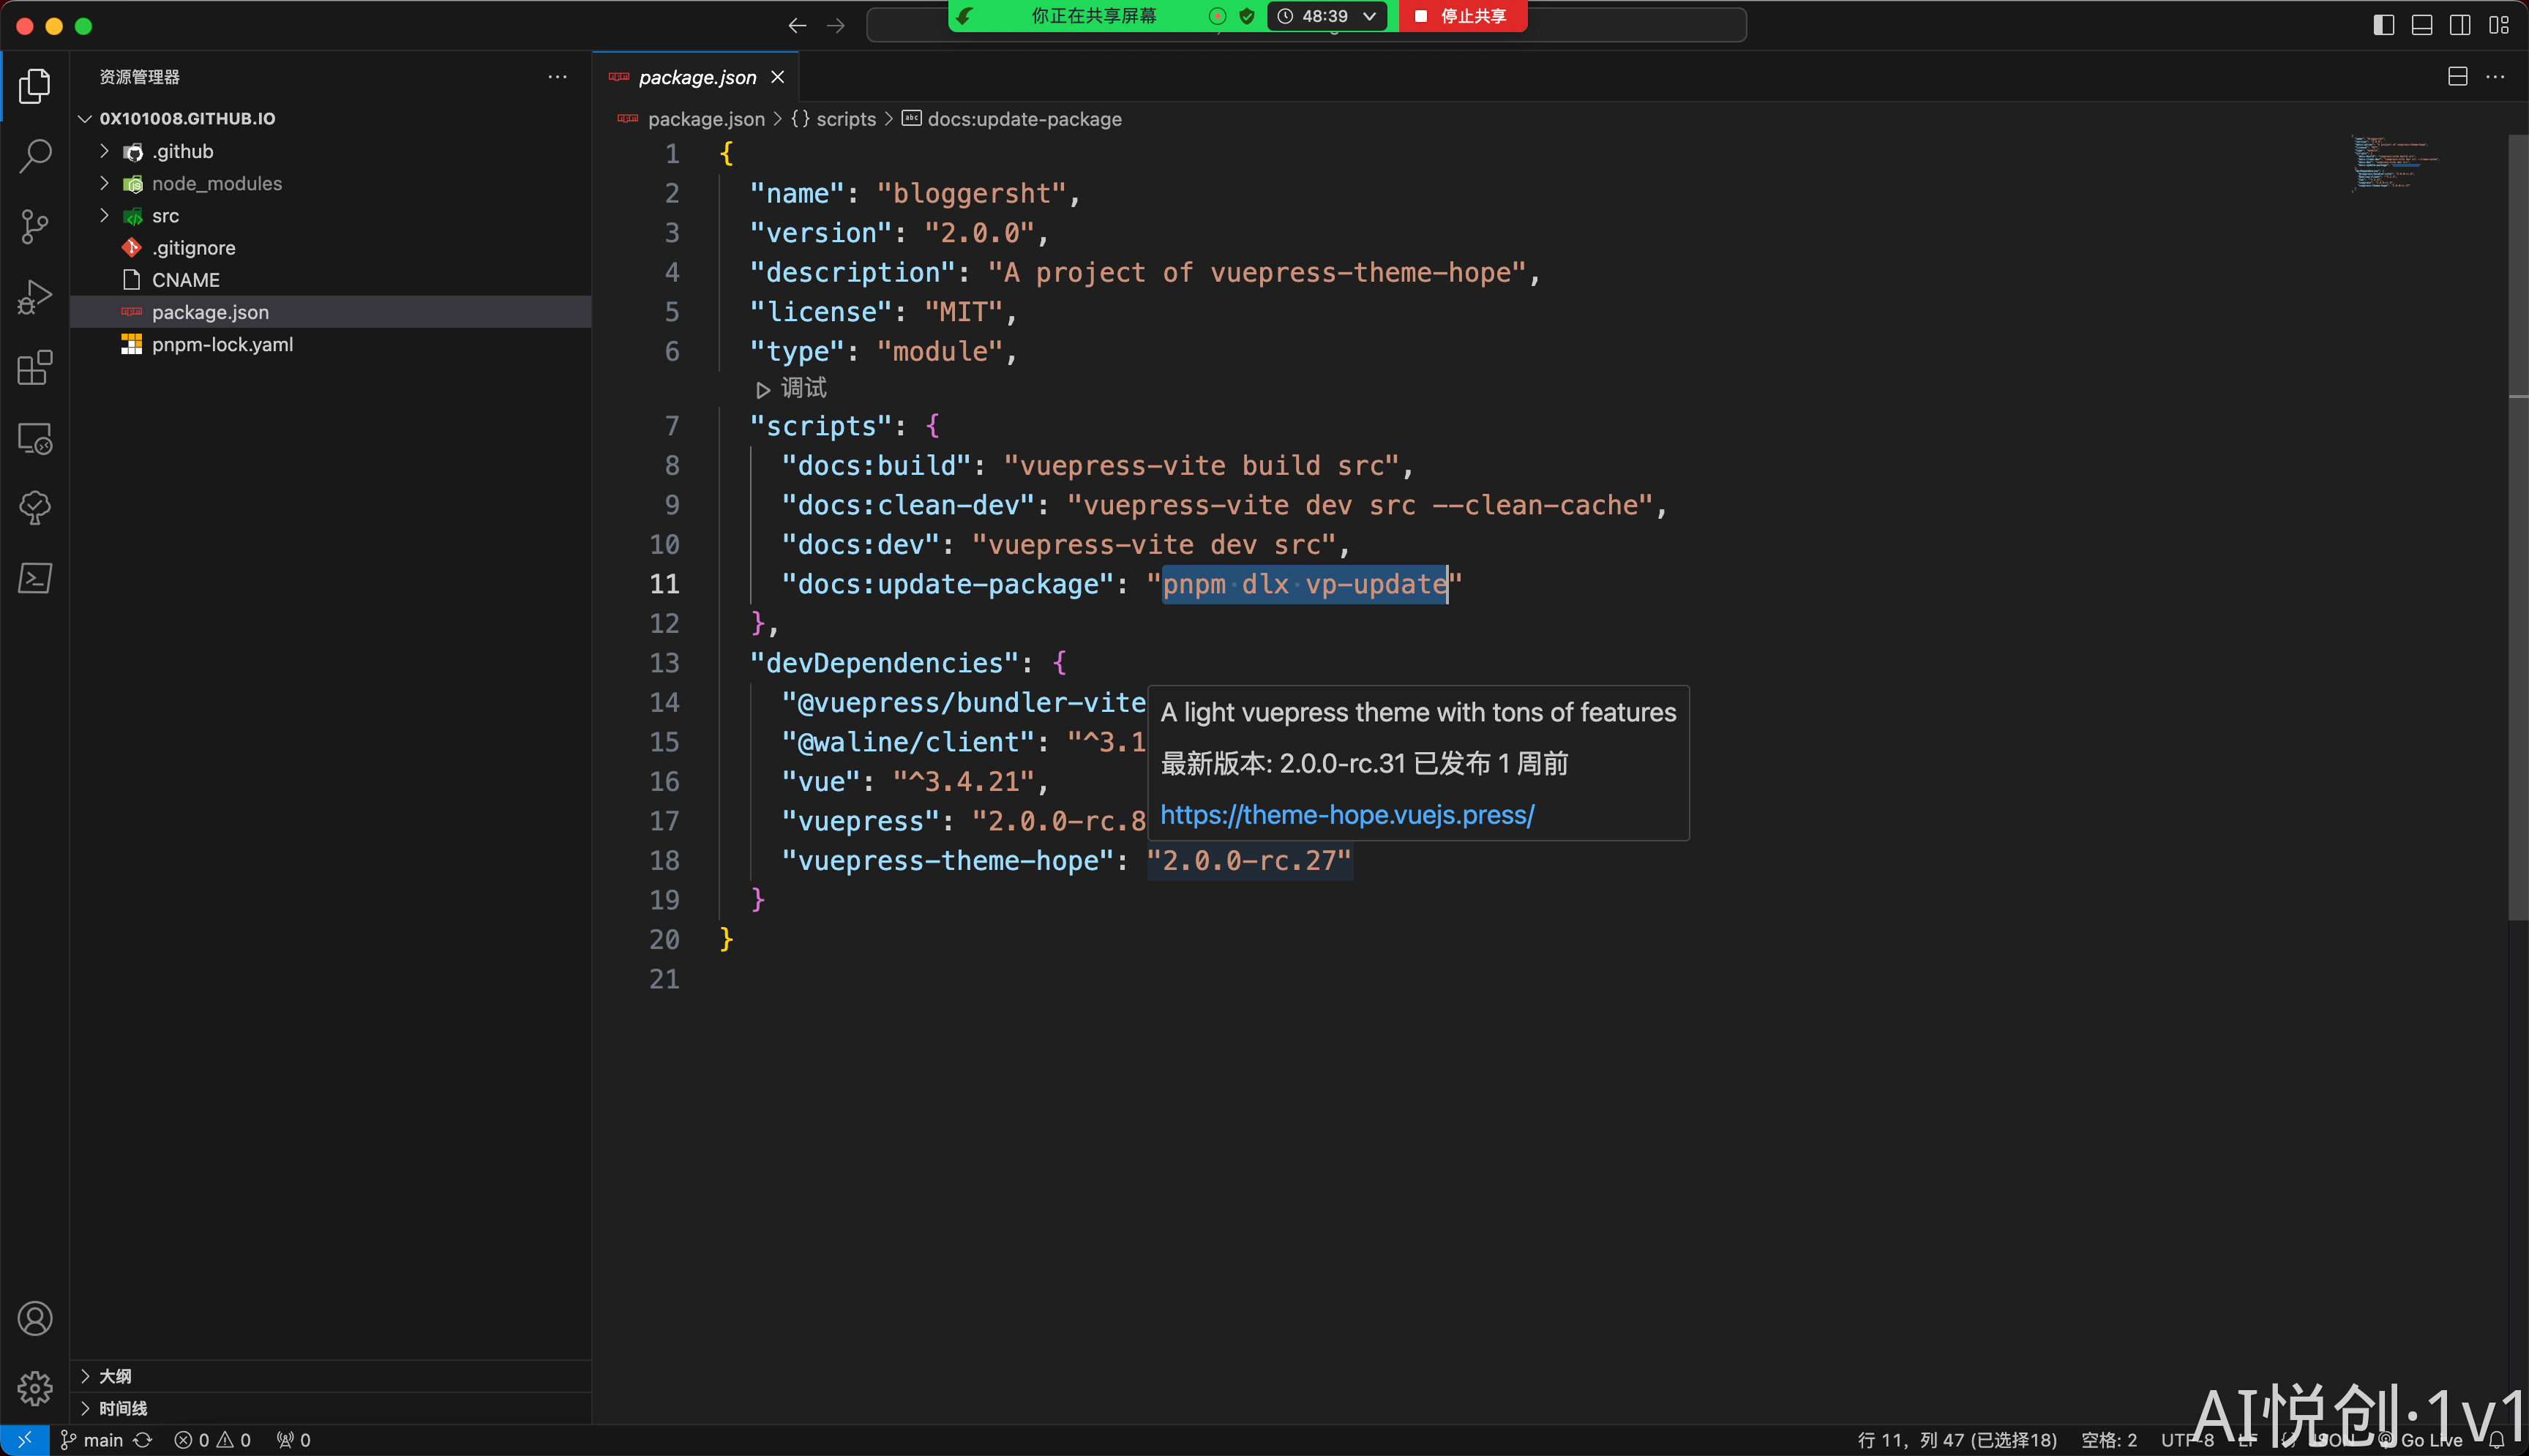 你正在共享屏幕
48:39
停止共享
资源管理器
package.json
0X101008.GITHUB.IO
package.json > {} scripts > docs:update-package
.github
node_modules
src
.gitignore
CNAME
package.json
pnpm-lock.yaml
1 {
2 "name": "bloggersht",
3 "version": "2.0.0",
4 "description": "A project of vuepress-theme-hope",
5 "license": "MIT",
6 "type": "module",
调试
7 "scripts": {
8 "docs:build": "vuepress-vite build src",
9 "docs:clean-dev": "vuepress-vite dev src --clean-cache",
10 "docs:dev": "vuepress-vite dev src",
11 "docs:update-package": "pnpm dlx vp-update"
12 },
13 "devDependencies": {
14 "@vuepress/bundler-vite
15 "@waline/client": "^3.1
16 "vue": "^3.4.21",
17 "vuepress": "2.0.0-rc.8
18 "vuepress-theme-hope": "2.0.0-rc.27"
19 }
20 }
21
A light vuepress theme with tons of features
最新版本: 2.0.0-rc.31 已发布 1 周前
https://theme-hope.vuejs.press/
大纲
时间线
main
0
0
0
行 11，列 47 (已选择18)
空格: 2
UTF-8
LF
{} JSON
Go Live
AI悦创·1v1